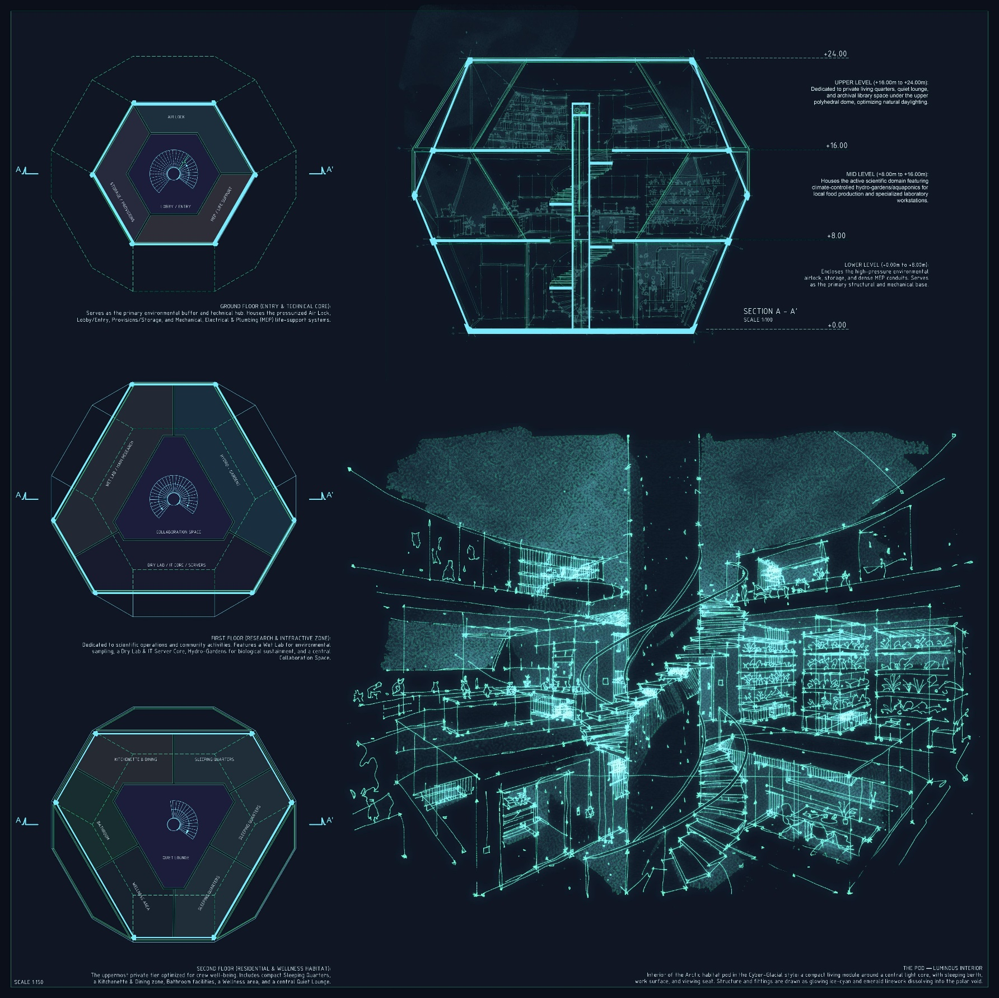 AIR LOCK
STORAGE / PROVISIONS
LOBBY / ENTRY
MEP / LIFE SUPPORT
A
A'
GROUND FLOOR (ENTRY & TECHNICAL CORE):
Serves as the primary environmental buffer and technical hub. Houses the pressurized Air Lock,
Lobby/Entry, Provisions/Storage, and Mechanical, Electrical & Plumbing (MEP) life-support systems.
+24.00
UPPER LEVEL (+16.00m to +24.00m):
Dedicated to private living quarters, quiet lounge,
and archival library space under the upper
polyhedral dome, optimizing natural daylighting.
+16.00
MID LEVEL (+8.00m to +16.00m):
Houses the active scientific domain featuring
climate-controlled hydro-gardens/aquaponics for
local food production and specialized laboratory
workstations.
+8.00
LOWER LEVEL (+0.00m to +8.00m):
Encloses the high-pressure environmental
airlock, storage, and dense MEP conduits. Serves
as the primary structural and mechanical base.
SECTION A - A'
SCALE 1:100
+0.00
WET LAB /
HYDRO - GARDENS
A
A'
COLLABORATION SPACE
DRY LAB / IT CORE / SERVERS
FIRST FLOOR (RESEARCH & INTERACTIVE ZONE):
Dedicated to scientific operations and community activities. Features a Wet Lab for environmental
sampling, a Dry Lab & IT Server Core, Hydro-Gardens for biological sustainment, and a central
Collaboration Space.
KITCHENETTE & DINING
SLEEPING QUARTERS
BATHROOM
SLEEPING QUARTERS
A
A'
QUIET LOUNGE
WELLNESS AREA
SLEEPING QUARTERS
SECOND FLOOR (RESIDENTIAL & WELLNESS HABITAT):
The uppermost private tier optimized for crew well-being. Includes compact Sleeping Quarters,
a Kitchenette & Dining zone, Bathroom facilities, a Wellness area, and a central Quiet Lounge.
SCALE 1:150
THE POD — LUMINOUS INTERIOR
Interior of the Arctic habitat pod in the Cyber-Glacial style: a compact living module around a central light core, with sleeping berth,
work surface, and viewing seat. Structure and fittings are drawn as glowing ice-cyan and emerald linework dissolving into the polar void.